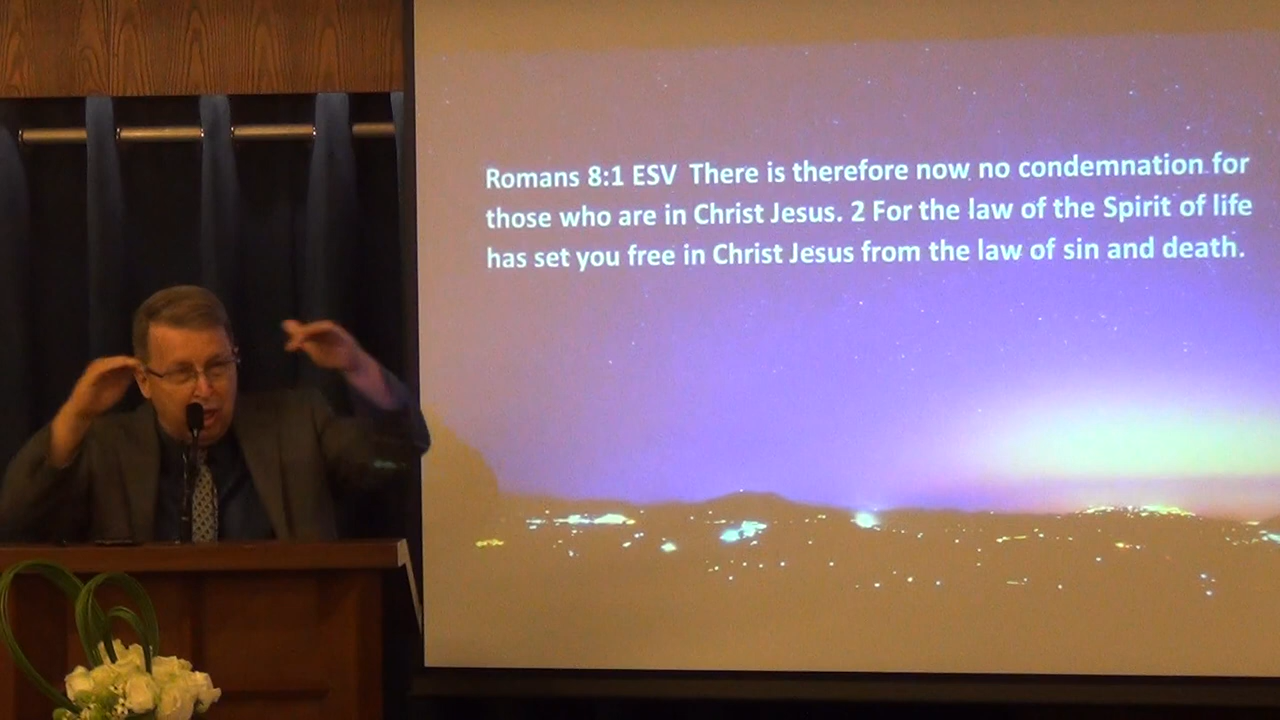 Romans 8:1 ESV There is therefore now no condemnation for
those who are in Christ Jesus. 2 For the law of the Spirit of life
has set you free in Christ Jesus from the law of sin and death.